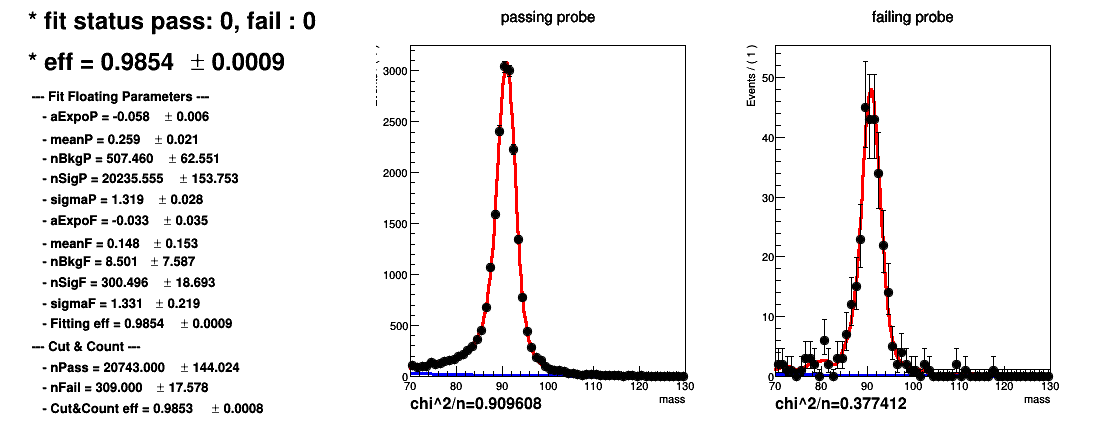 * fit status pass: 0, fail : 0
* eff = 0.9854 ± 0.0009
--- Fit Floating Parameters ---
- aExpoP = -0.058 ± 0.006
- meanP = 0.259 ± 0.021
- nBkgP = 507.460 ± 62.551
- nSigP = 20235.555 ± 153.753
- sigmaP = 1.319 ± 0.028
- aExpoF = -0.033 ± 0.035
- meanF = 0.148 ± 0.153
- nBkgF = 8.501 ± 7.587
- nSigF = 300.496 ± 18.693
- sigmaF = 1.331 ± 0.219
- Fitting eff = 0.9854 ± 0.0009
--- Cut & Count ---
- nPass = 20743.000 ± 144.024
- nFail = 309.000 ± 17.578
- Cut&Count eff = 0.9853 ± 0.0008
passing probe
3000
2500
2000
1500
1000
500
0
70 80 90 100 110 120 130
mass
chi^2/n=0.909608
failing probe
Events / ( 1 )
50
40
30
20
10
0
70 80 90 100 110 120 130
mass
chi^2/n=0.377412